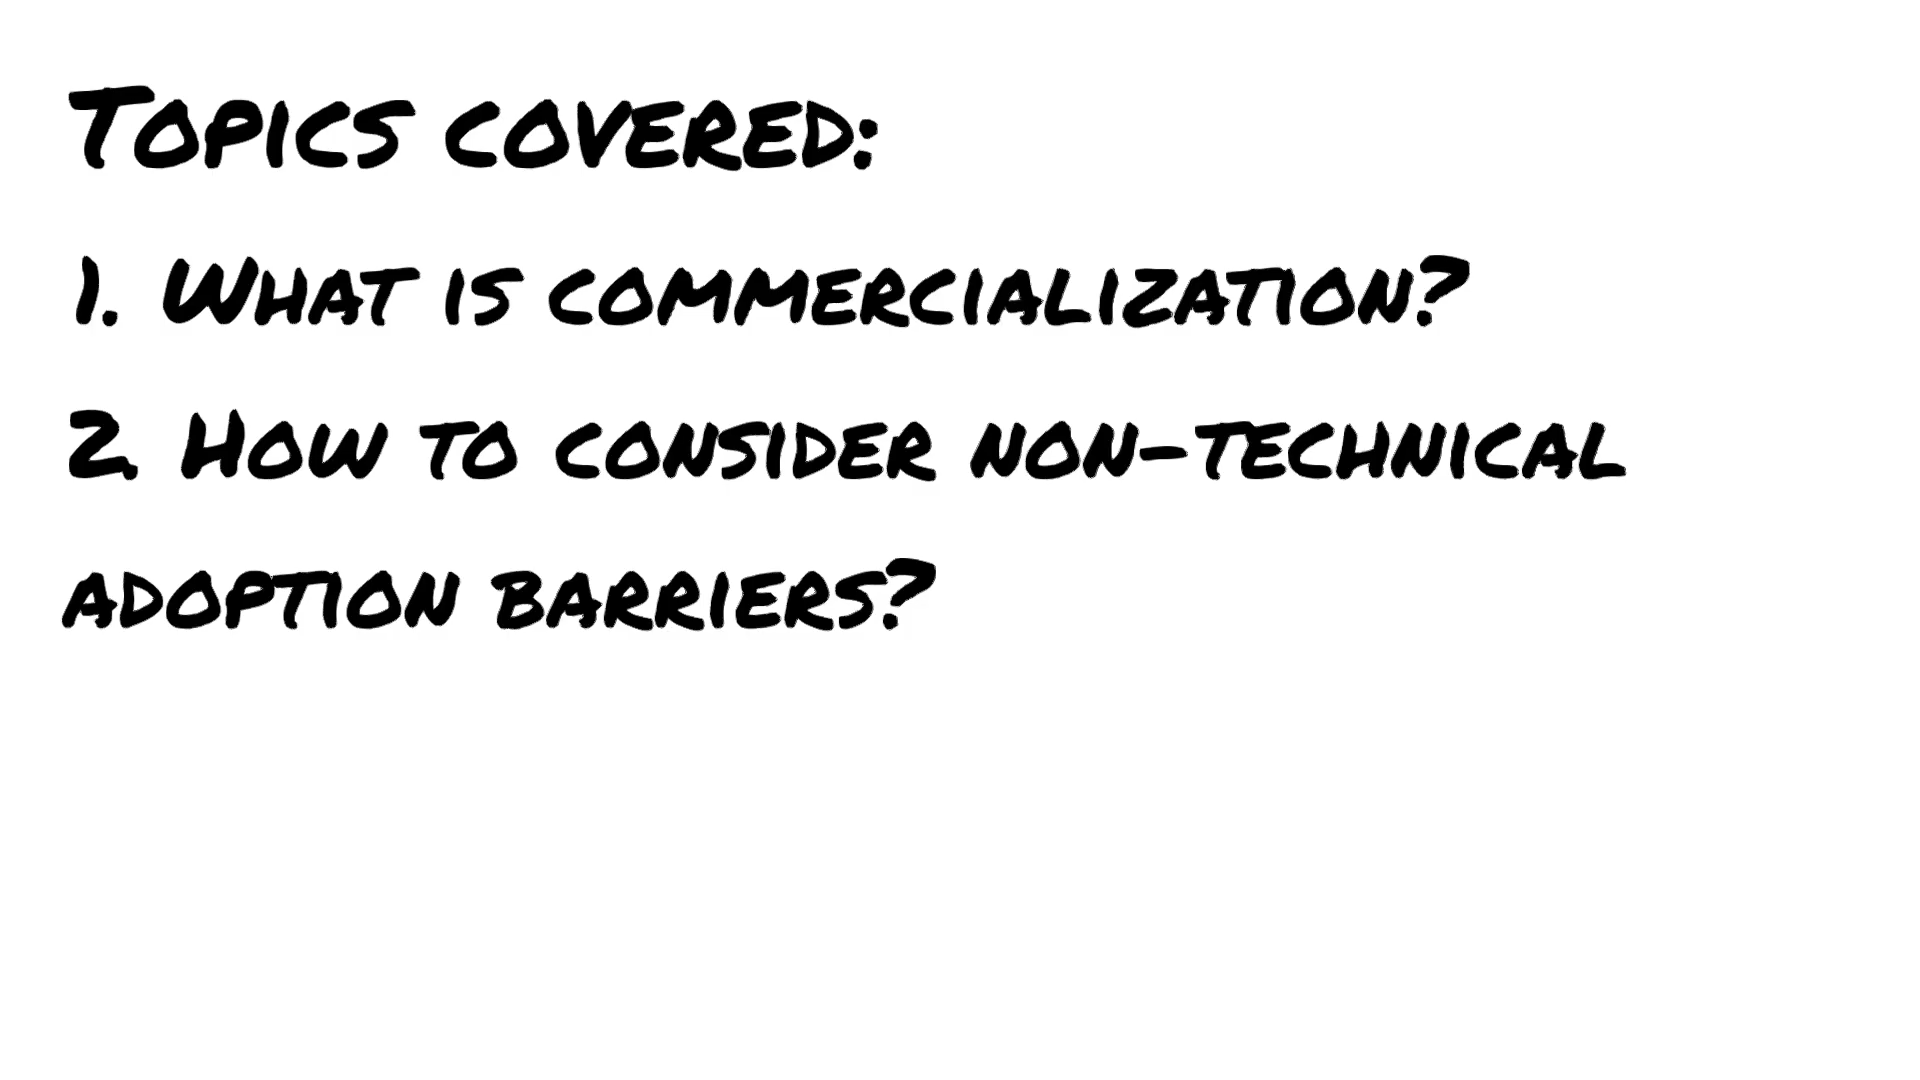 Topics covered:
1. What is commercialization?
2. How to consider non-technical
adoption barriers?